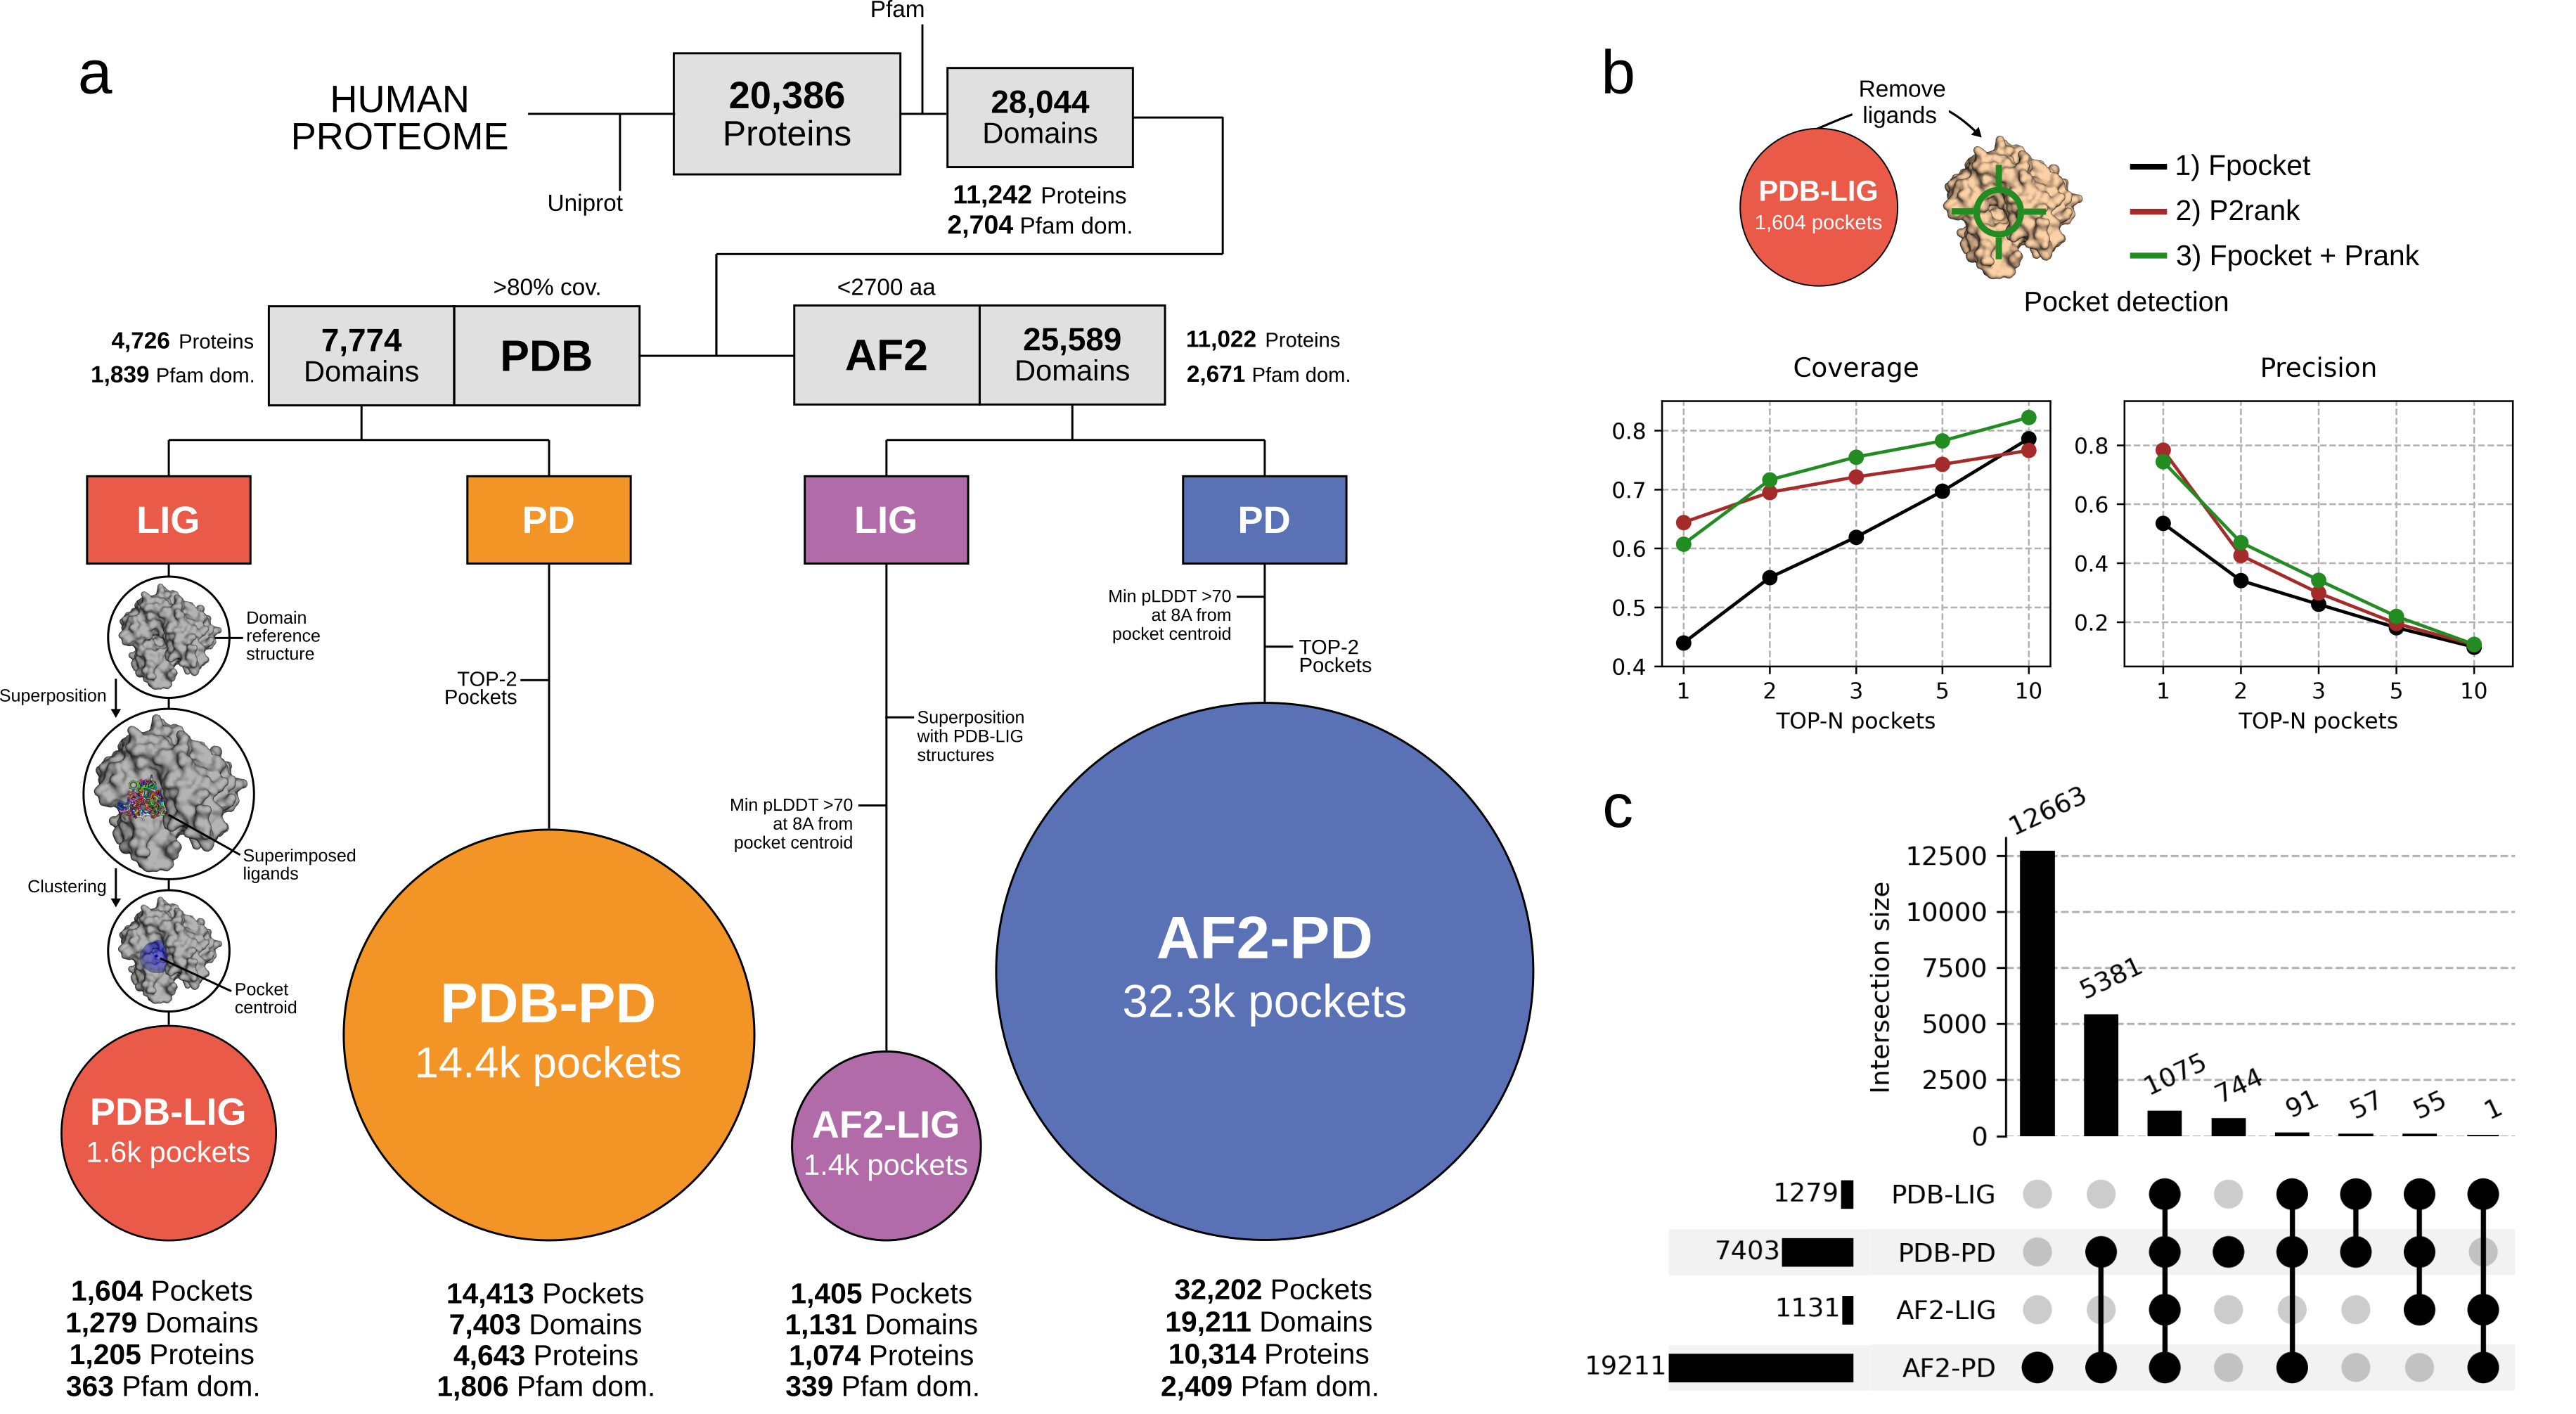 a
Pfam
HUMAN
PROTEOME
Uniprot
20,386
Proteins
28,044
Domains
11,242 Proteins
2,704 Pfam dom.
>80% cov.
<2700 aa
4,726 Proteins
1,839 Pfam dom.
7,774
Domains
PDB
AF2
25,589
Domains
11,022 Proteins
2,671 Pfam dom.
LIG
PD
LIG
PD
Domain
reference
structure
Superposition
Superimposed
ligands
Clustering
Pocket
centroid
TOP-2
Pockets
Superposition
with PDB-LIG
structures
Min pLDDT >70
at 8A from
pocket centroid
Min pLDDT >70
at 8A from
pocket centroid
TOP-2
Pockets
PDB-LIG
1.6k pockets
PDB-PD
14.4k pockets
AF2-LIG
1.4k pockets
AF2-PD
32.3k pockets
1,604 Pockets
1,279 Domains
1,205 Proteins
363 Pfam dom.
14,413 Pockets
7,403 Domains
4,643 Proteins
1,806 Pfam dom.
1,405 Pockets
1,131 Domains
1,074 Proteins
339 Pfam dom.
32,202 Pockets
19,211 Domains
10,314 Proteins
2,409 Pfam dom.
b
Remove
ligands
PDB-LIG
1,604 pockets
1) Fpocket
2) P2rank
3) Fpocket + Prank
Pocket detection
Coverage
0.8
0.7
0.6
0.5
0.4
1 2 3 5 10
TOP-N pockets
Precision
0.8
0.6
0.4
0.2
1 2 3 5 10
TOP-N pockets
c
Intersection size
12500
10000
7500
5000
2500
0
12663
5381
1075
744
91
57
55
1
1279 PDB-LIG
7403 PDB-PD
1131 AF2-LIG
19211 AF2-PD